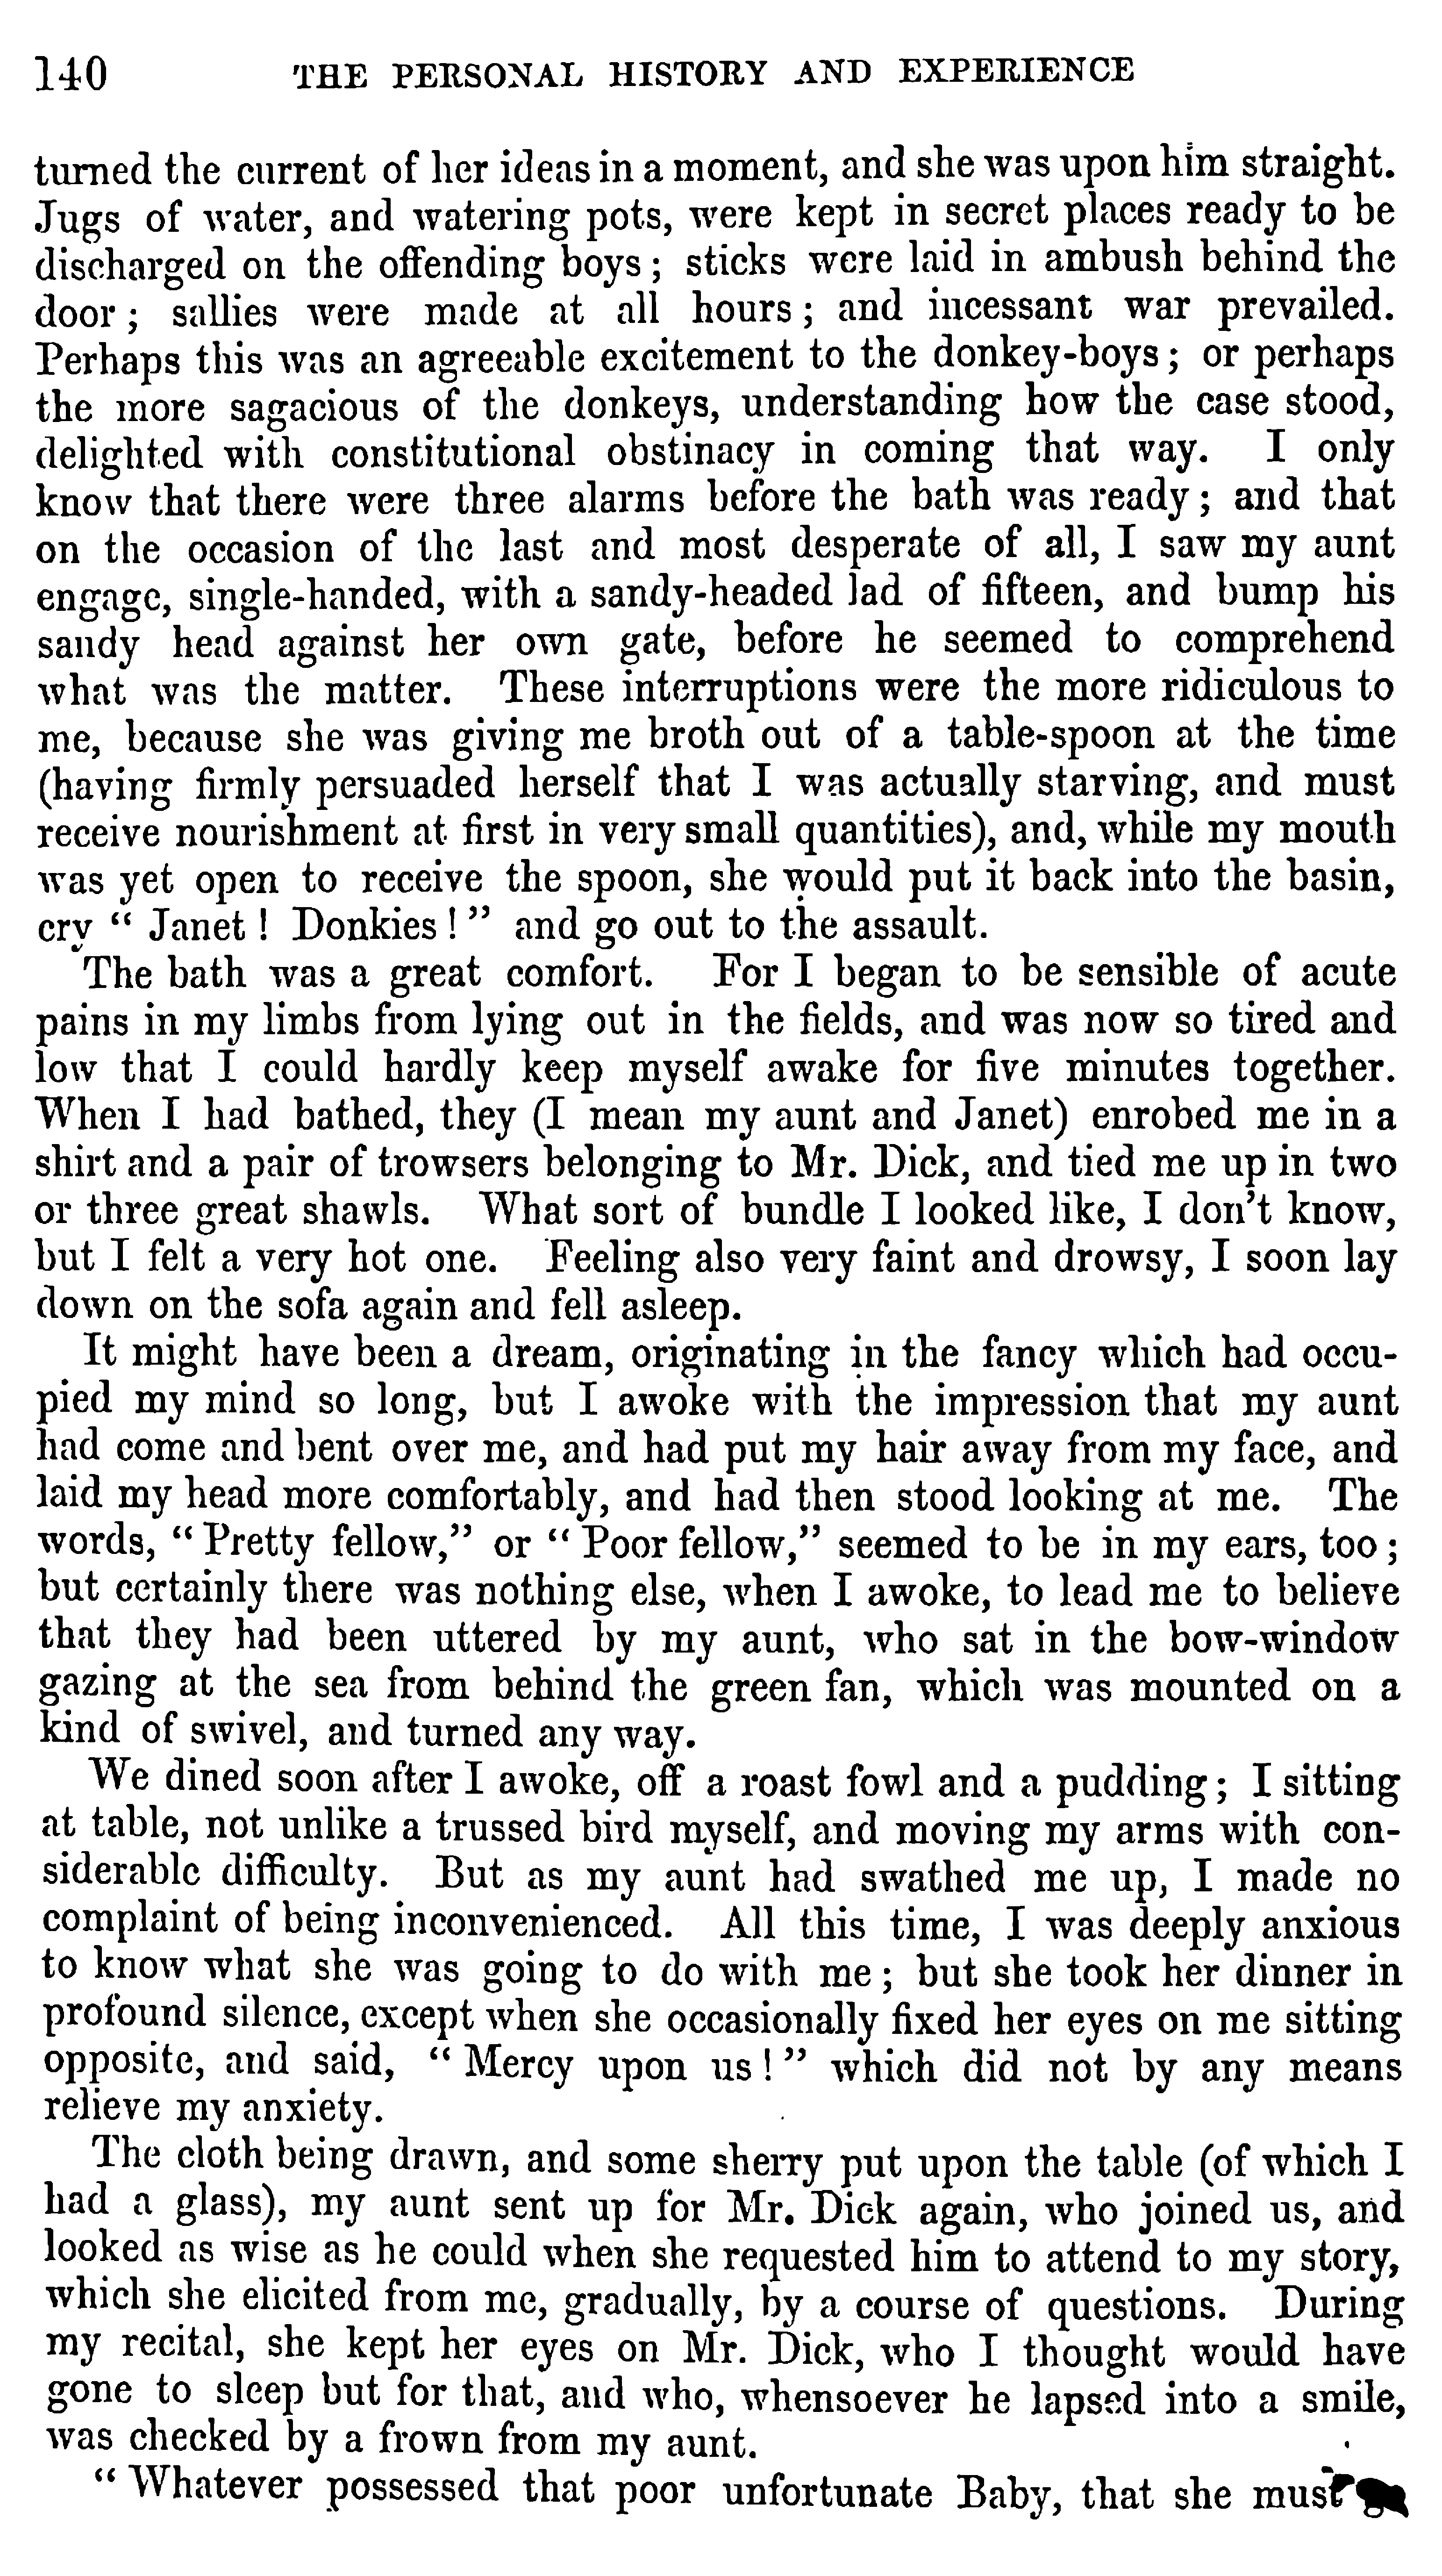 140 THE PERSONAL HISTORY AND EXPERIENCE
turned the current of her ideas in a moment, and she was upon him straight.
Jugs of water, and watering pots, were kept in secret places ready to be
discharged on the offending boys; sticks were laid in ambush behind the
door; sallies were made at all hours; and incessant war prevailed.
Perhaps this was an agreeable excitement to the donkey-boys; or perhaps
the more sagacious of the donkeys, understanding how the case stood,
delighted with constitutional obstinacy in coming that way. I only
know that there were three alarms before the bath was ready; and that
on the occasion of the last and most desperate of all, I saw my aunt
engage, single-handed, with a sandy-headed lad of fifteen, and bump his
sandy head against her own gate, before he seemed to comprehend
what was the matter. These interruptions were the more ridiculous to
me, because she was giving me broth out of a table-spoon at the time
(having firmly persuaded herself that I was actually starving, and must
receive nourishment at first in very small quantities), and, while my mouth
was yet open to receive the spoon, she would put it back into the basin,
cry "Janet! Donkies!" and go out to the assault.
The bath was a great comfort. For I began to be sensible of acute
pains in my limbs from lying out in the fields, and was now so tired and
low that I could hardly keep myself awake for five minutes together.
When I had bathed, they (I mean my aunt and Janet) enrobed me in a
shirt and a pair of trowsers belonging to Mr. Dick, and tied me up in two
or three great shawls. What sort of bundle I looked like, I don't know,
but I felt a very hot one. Feeling also very faint and drowsy, I soon lay
down on the sofa again and fell asleep.
It might have been a dream, originating in the fancy which had occu-
pied my mind so long, but I awoke with the impression that my aunt
had come and bent over me, and had put my hair away from my face, and
laid my head more comfortably, and had then stood looking at me. The
words, "Pretty fellow," or "Poor fellow," seemed to be in my ears, too;
but certainly there was nothing else, when I awoke, to lead me to believe
that they had been uttered by my aunt, who sat in the bow-window
gazing at the sea from behind the green fan, which was mounted on a
kind of swivel, and turned any way.
We dined soon after I awoke, off a roast fowl and a pudding; I sitting
at table, not unlike a trussed bird myself, and moving my arms with con-
siderable difficulty. But as my aunt had swathed me up, I made no
complaint of being inconvenienced. All this time, I was deeply anxious
to know what she was going to do with me; but she took her dinner in
profound silence, except when she occasionally fixed her eyes on me sitting
opposite, and said, "Mercy upon us!" which did not by any means
relieve my anxiety.
The cloth being drawn, and some sherry put upon the table (of which I
had a glass), my aunt sent up for Mr. Dick again, who joined us, and
looked as wise as he could when she requested him to attend to my story,
which she elicited from me, gradually, by a course of questions. During
my recital, she kept her eyes on Mr. Dick, who I thought would have
gone to sleep but for that, and who, whensoever he lapsed into a smile,
was checked by a frown from my aunt.
"Whatever possessed that poor unfortunate Baby, that she must